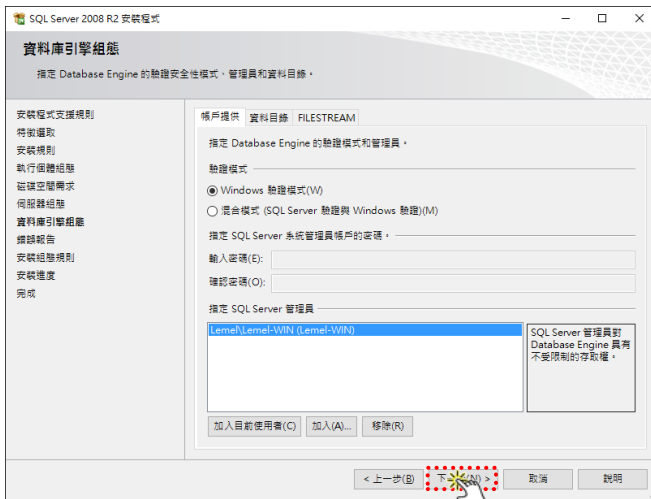 SQL Server 2008 R2 安裝程式
資料庫引擎組態
指定 Database Engine 的驗證安全性模式、管理員和資料目錄。
安裝程式支援規則
特徵選取
安裝規則
執行個體組態
磁碟空間需求
伺服器組態
資料庫引擎組態
錯誤報告
安裝組態規則
安裝進度
完成
帳戶提供 資料目錄 FILESTREAM
指定 Database Engine 的驗證模式和管理員。
驗證模式
Windows 驗證模式(W)
混合模式 (SQL Server 驗證與 Windows 驗證)(M)
指定 SQL Server 系統管理員帳戶的密碼。
輸入密碼(E):
確認密碼(O):
指定 SQL Server 管理員
Lemel\Lemel-WIN (Lemel-WIN)
SQL Server 管理員對
Database Engine 具有
不受限制的存取權。
加入目前使用者(C) 加入(A)... 移除(R)
< 上一步(B) 下(N) > 取消 說明